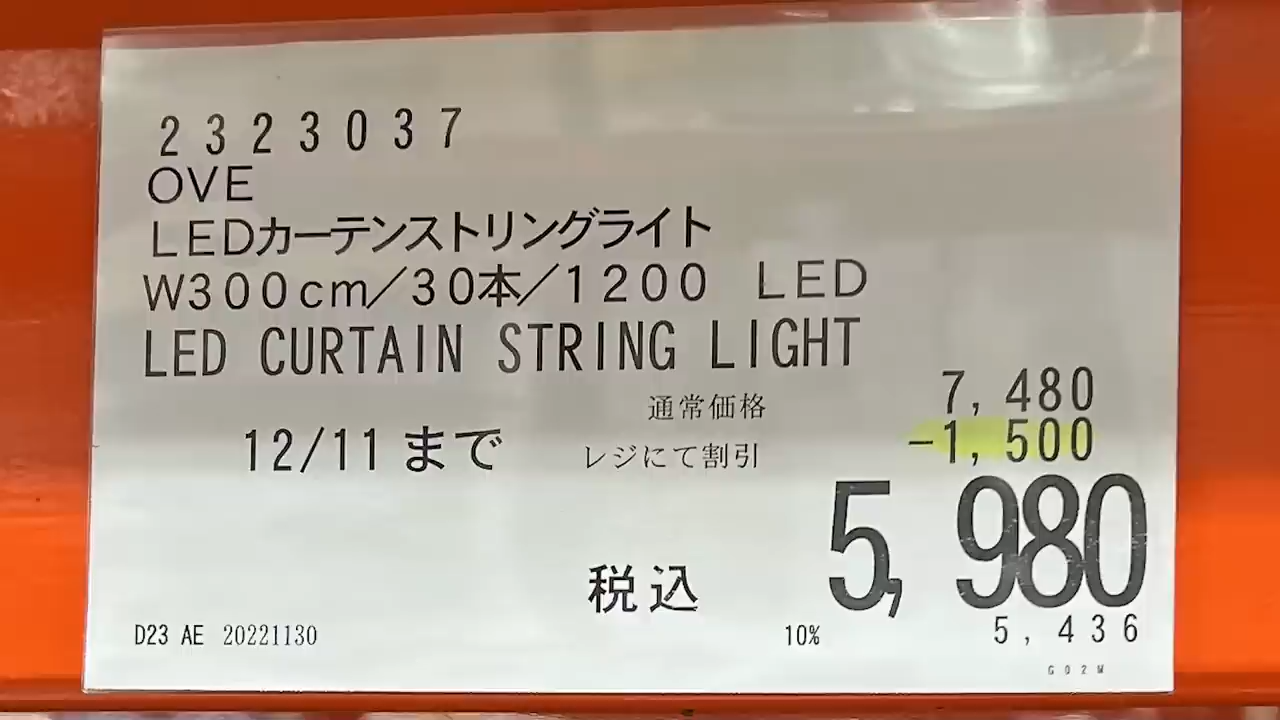 2323037
OVE
LEDカーテンストリングライト
W300cm/30本/1200 LED
LED CURTAIN STRING LIGHT
通常価格 7,480
12/11まで レジにて割引 -1,500
税込 5,980
D23 AE 20221130 10% 5,436
G02M